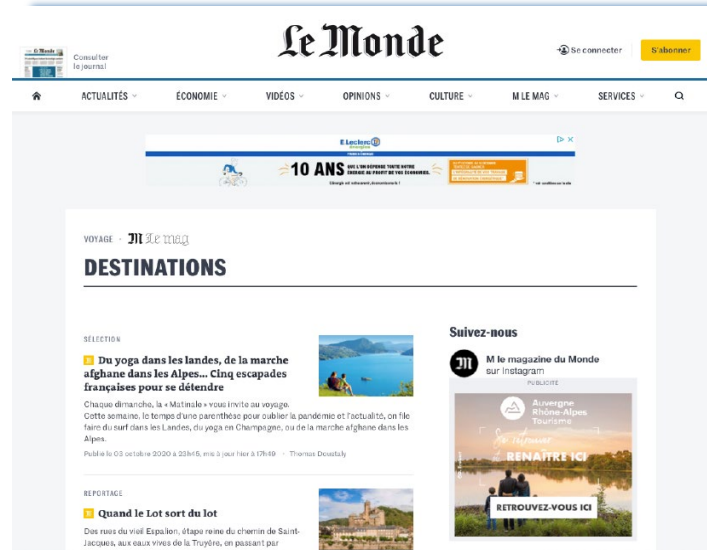 Le Monde
Consulter
le journal
Le Monde
Se connecter
S'abonner
ACTUALITÉS
ÉCONOMIE
VIDÉOS
OPINIONS
CULTURE
M LE MAG
SERVICES
E.Leclerc
10 ANS
VOYAGE · M Le mag
DESTINATIONS
SÉLECTION
Du yoga dans les landes, de la marche
afghane dans les Alpes... Cinq escapades
françaises pour se détendre
Chaque dimanche, la « Matinale » vous invite au voyage.
Cette semaine, le temps d'une parenthèse pour oublier la pandémie et l'actualité, on file
faire du surf dans les Landes, du yoga en Champagne, ou de la marche afghane dans les
Alpes.
Publié le 03 octobre 2020 à 23h45, mis à jour hier à 17h49 · Thomas Doustaly
Suivez-nous
M
M le magazine du Monde
sur Instagram
PUBLICITÉ
Auvergne
Rhône-Alpes
Tourisme
RENAÎTRE ICI
RETROUVEZ-VOUS ICI
REPORTAGE
Quand le Lot sort du lot
Des rues du vieil Espalion, étape reine du chemin de Saint-
Jacques, aux eaux vives de la Truyère, en passant par